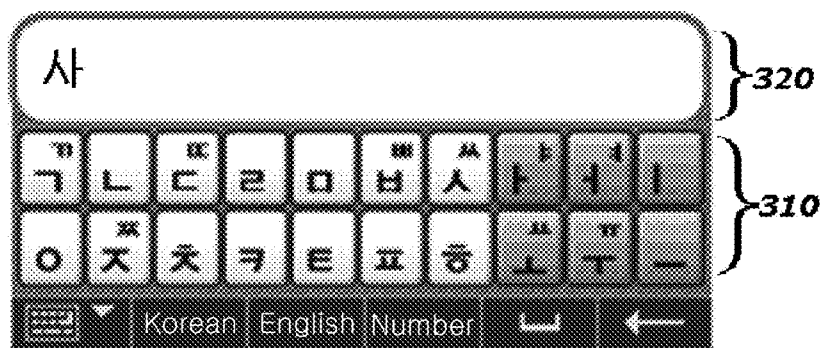 사
320
ㄲ ㄸ ㅃ ㅆ ㅑ ㅕ
ㄱ ㄴ ㄷ ㄹ ㅁ ㅂ ㅅ ㅏ ㅓ ㅣ
310
ㅉ ㅛ ㅠ
ㅇ ㅈ ㅊ ㅋ ㅌ ㅍ ㅎ ㅗ ㅜ ㅡ
Korean English Number